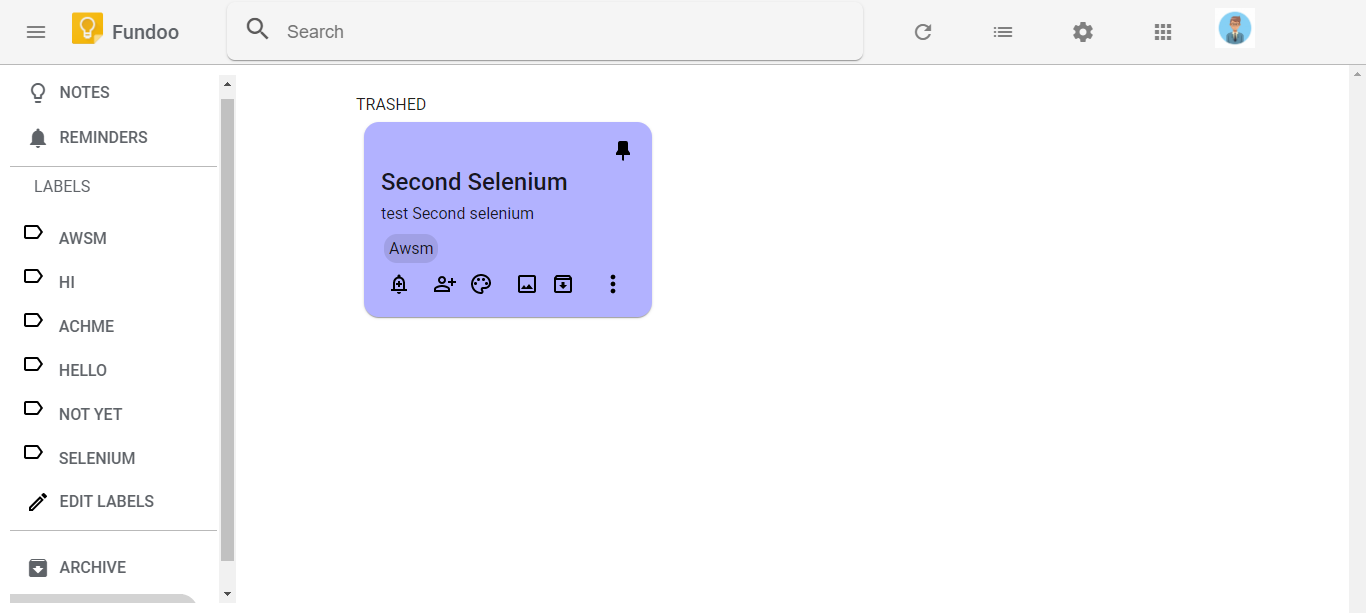 Fundoo
Search
NOTES
REMINDERS
LABELS
AWSM
HI
ACHME
HELLO
NOT YET
SELENIUM
EDIT LABELS
ARCHIVE
TRASHED
Second Selenium
test Second selenium
Awsm